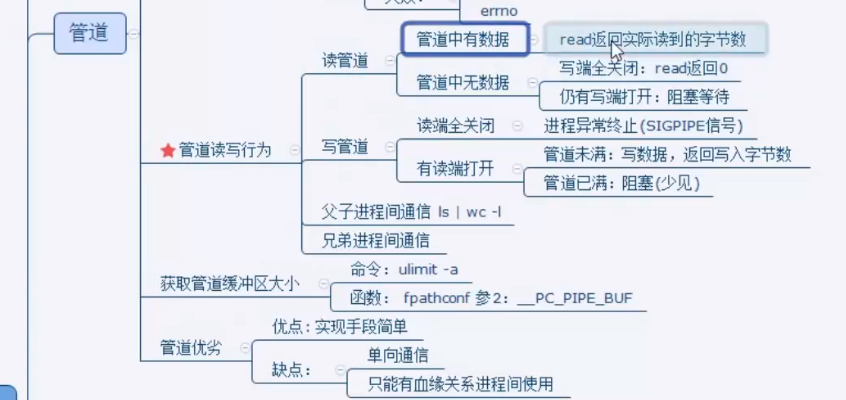 errno
管道
管道中有数据
read返回实际读到的字节数
读管道
写端全关闭：read返回0
管道中无数据
仍有写端打开：阻塞等待
管道读写行为
读端全关闭
进程异常终止(SIGPIPE信号)
写管道
管道未满：写数据，返回写入字节数
有读端打开
管道已满：阻塞(少见)
父子进程间通信 ls | wc -l
兄弟进程间通信
获取管道缓冲区大小
命令：ulimit -a
函数： fpathconf 参2：__PC_PIPE_BUF
管道优劣
优点：实现手段简单
缺点：
单向通信
只能有血缘关系进程间使用